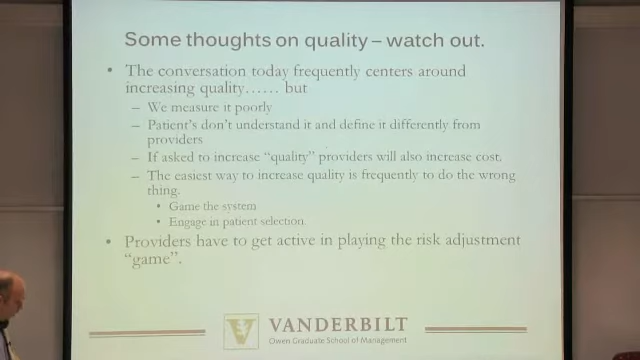 Some thoughts on quality – watch out.
• The conversation today frequently centers around
increasing quality…… but
– We measure it poorly
– Patient's don't understand it and define it differently from
providers
– If asked to increase "quality" providers will also increase cost.
– The easiest way to increase quality is frequently to do the wrong
thing.
• Game the system
• Engage in patient selection
• Providers have to get active in playing the risk adjustment
"game".
V
VANDERBILT
Owen Graduate School of Management